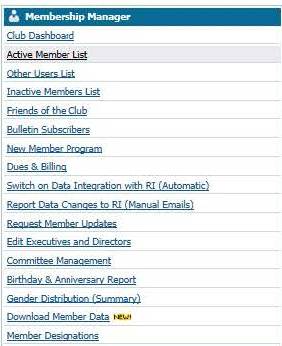 Membership Manager
Club Dashboard
Active Member List
Other Users List
Inactive Members List
Friends of the Club
Bulletin Subscribers
New Member Program
Dues & Billing
Switch on Data Integration with RI (Automatic)
Report Data Changes to RI (Manual Emails)
Request Member Updates
Edit Executives and Directors
Committee Management
Birthday & Anniversary Report
Gender Distribution (Summary)
Download Member Data NEW!
Member Designations